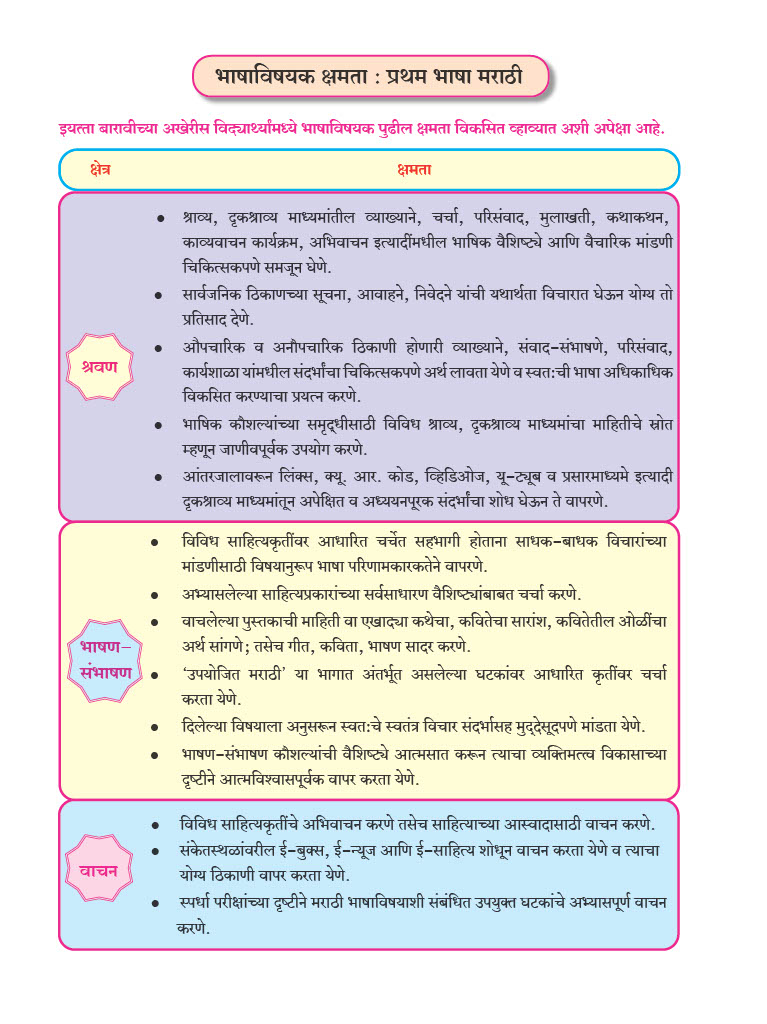 भाषाविषयक क्षमता : प्रथम भाषा मराठी
इयत्ता बारावीच्या अखेरीस विद्यार्थ्यांमध्ये भाषाविषयक पुढील क्षमता विकसित व्हाव्यात अशी अपेक्षा आहे.
क्षेत्र क्षमता
श्रवण
● श्राव्य, दृकश्राव्य माध्यमांतील व्याख्याने, चर्चा, परिसंवाद, मुलाखती, कथाकथन,
काव्यवाचन कार्यक्रम, अभिवाचन इत्यादींमधील भाषिक वैशिष्ट्ये आणि वैचारिक मांडणी
चिकित्सकपणे समजून घेणे.
● सार्वजनिक ठिकाणच्या सूचना, आवाहने, निवेदने यांची यथार्थता विचारात घेऊन योग्य तो
प्रतिसाद देणे.
● औपचारिक व अनौपचारिक ठिकाणी होणारी व्याख्याने, संवाद-संभाषणे, परिसंवाद,
कार्यशाळा यांमधील संदर्भांचा चिकित्सकपणे अर्थ लावता येणे व स्वत:ची भाषा अधिकाधिक
विकसित करण्याचा प्रयत्न करणे.
● भाषिक कौशल्यांच्या समृद्धीसाठी विविध श्राव्य, दृकश्राव्य माध्यमांचा माहितीचे स्रोत
म्हणून जाणीवपूर्वक उपयोग करणे.
● आंतरजालावरून लिंक्स, क्यू. आर. कोड, व्हिडिओज, यू-ट्यूब व प्रसारमाध्यमे इत्यादी
दृकश्राव्य माध्यमांतून अपेक्षित व अध्ययनपूरक संदर्भांचा शोध घेऊन ते वापरणे.
भाषण-
संभाषण
● विविध साहित्यकृतींवर आधारित चर्चेत सहभागी होताना साधक-बाधक विचारांच्या
मांडणीसाठी विषयानुरूप भाषा परिणामकारकतेने वापरणे.
● अभ्यासलेल्या साहित्यप्रकारांच्या सर्वसाधारण वैशिष्ट्यांबाबत चर्चा करणे.
● वाचलेल्या पुस्तकाची माहिती वा एखाद्या कथेचा, कवितेचा सारांश, कवितेतील ओळींचा
अर्थ सांगणे; तसेच गीत, कविता, भाषण सादर करणे.
● ‘उपयोजित मराठी’ या भागात अंतर्भूत असलेल्या घटकांवर आधारित कृतींवर चर्चा
करता येणे.
● दिलेल्या विषयाला अनुसरून स्वत:चे स्वतंत्र विचार संदर्भासह मुद्देसूदपणे मांडता येणे.
● भाषण-संभाषण कौशल्यांची वैशिष्ट्ये आत्मसात करून त्याचा व्यक्तिमत्त्व विकासाच्या
दृष्टीने आत्मविश्वासपूर्वक वापर करता येणे.
वाचन
● विविध साहित्यकृतींचे अभिवाचन करणे तसेच साहित्याच्या आस्वादासाठी वाचन करणे.
● संकेतस्थळांवरील ई-बुक्स, ई-न्यूज आणि ई-साहित्य शोधून वाचन करता येणे व त्याचा
योग्य ठिकाणी वापर करता येणे.
● स्पर्धा परीक्षांच्या दृष्टीने मराठी भाषाविषयाशी संबंधित उपयुक्त घटकांचे अभ्यासपूर्ण वाचन
करणे.